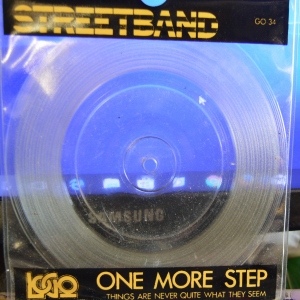 STREETBAND
GO 34
SAMSUNG
LOGO
ONE MORE STEP
THINGS ARE NEVER QUITE WHAT THEY SEEM